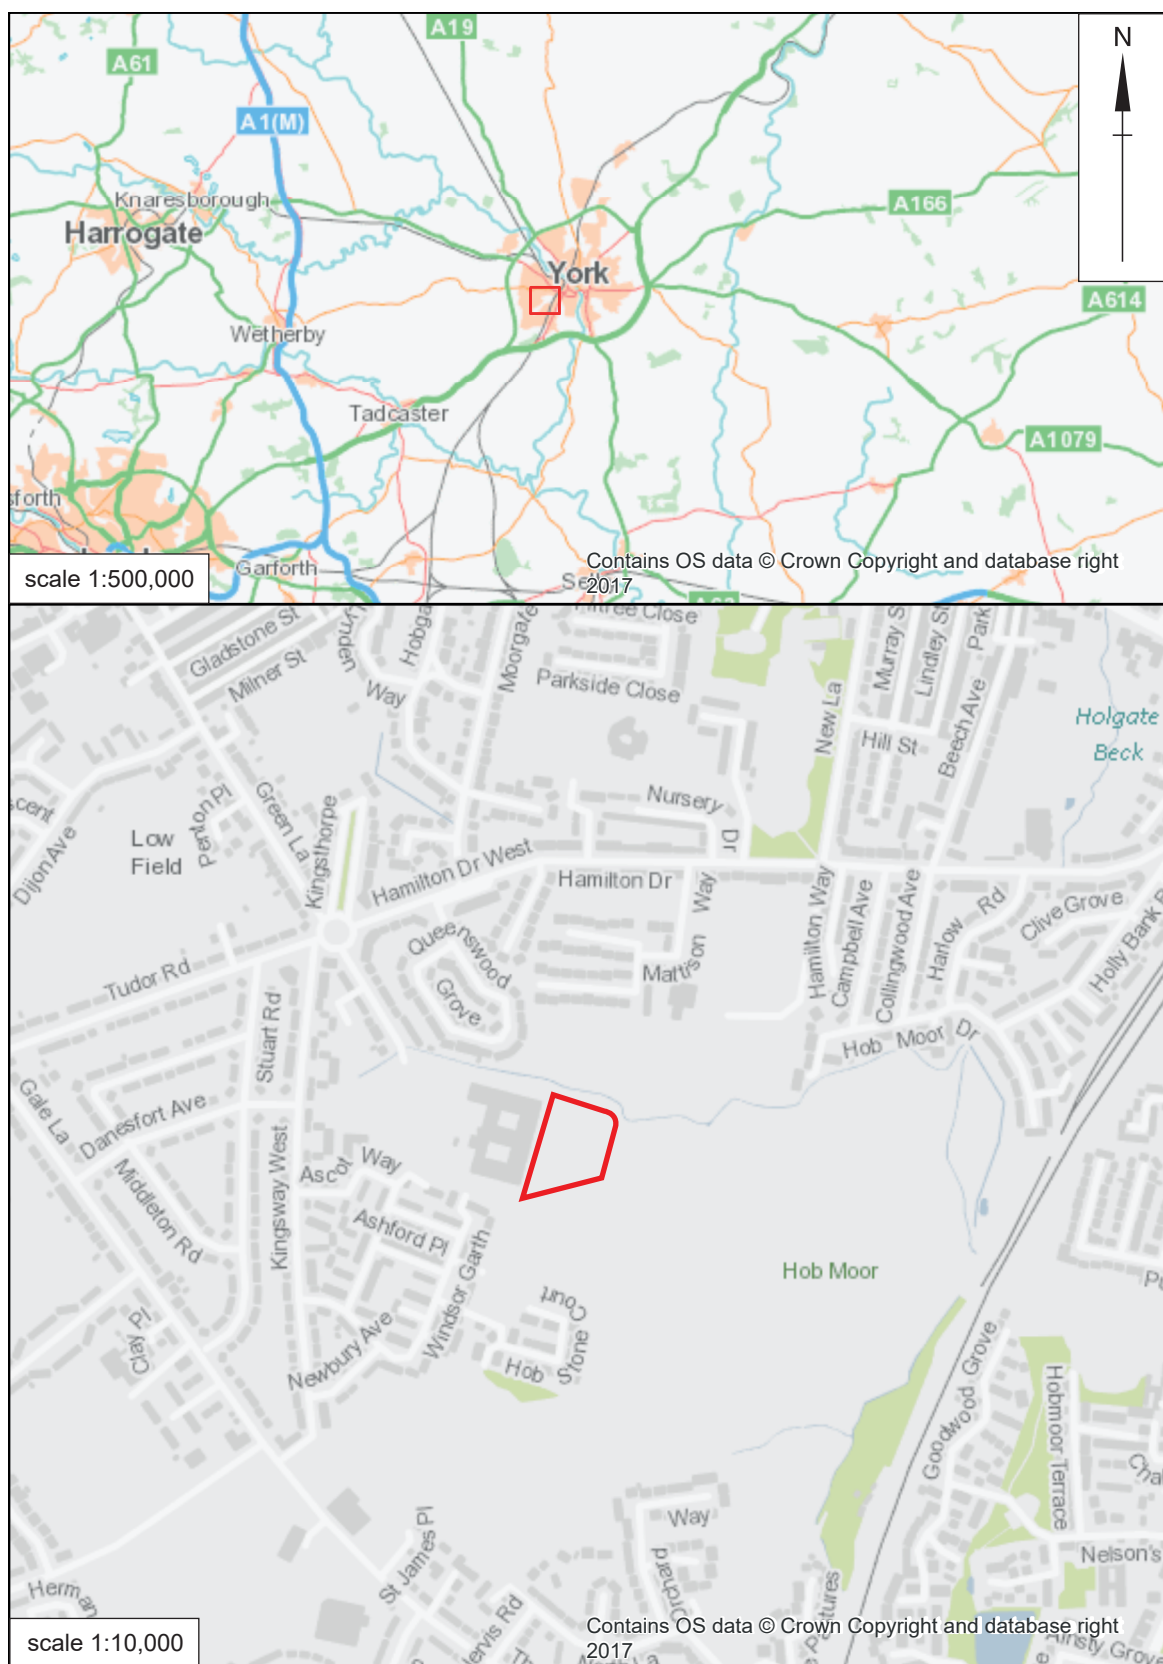 A19
A61
N
A1(M)
Knaresborough
A166
Harrogate
York
A614
Wetherby
Tadcaster
A1079
sforth
Garforth
scale 1:500,000
Contains OS data © Crown Copyright and database right
2017
Gladstone St
Milner St
Way
Moorgate
Parkside Close
New La
Hill St
Lindley St
Beech Ave
Park
Holgate
Beck
Nursery
Dr
Green La
Kingsthorpe
Low
Field
Dijon Ave
Hamilton Dr West
Hamilton Dr
Mattison Way
Hamilton Way
Campbell Ave
Collingwood Ave
Harlow Rd
Clive Grove
Holly Bank
Queenswood
Grove
Tudor Rd
Stuart Rd
Hob Moor Dr
Gale La
Danesfort Ave
Middleton Rd
Kingsway West
Ascot Way
Ashford Pl
Windsor Garth
Hob Moor
Clay Pl
Newbury Ave
Hob Stone Court
Goodwood Grove
Hobmoor Terrace
Way
Orchard
St James Pl
Nelson's
Herman
scale 1:10,000
Contains OS data © Crown Copyright and database right
2017